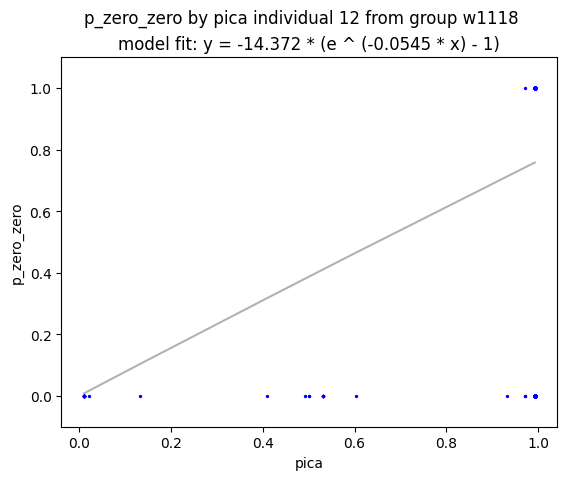 p_zero_zero by pica individual 12 from group w1118
model fit: y = -14.372 * (e ^ (-0.0545 * x) - 1)
1.0
0.8
0.6
0.4
0.2
0.0
p_zero_zero
0.0 0.2 0.4 0.6 0.8 1.0
pica